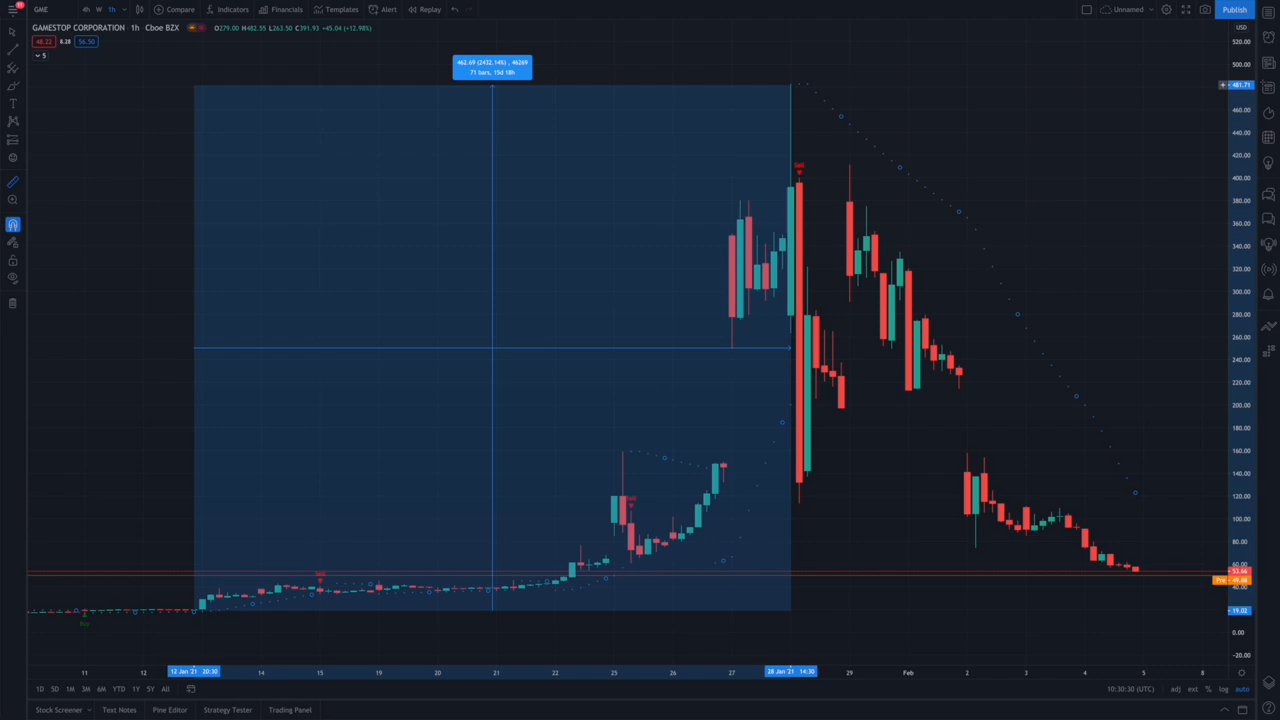 11
GME
4h
W
1h
Compare
Indicators
Financials
Templates
Alert
Replay
Unnamed
Publish
GAMESTOP CORPORATION · 1h · Cboe BZX
O279.00 H482.55 L263.50 C391.93 +45.04 (+12.98%)
48.22
8.28
56.50
5
USD
462.69 (2432.14%) , 46269
71 bars, 15d 18h
520.00
500.00
481.71
460.00
440.00
420.00
400.00
380.00
360.00
340.00
320.00
300.00
280.00
260.00
240.00
220.00
200.00
180.00
160.00
140.00
120.00
100.00
80.00
60.00
53.66
Pre 49.88
40.00
19.02
0.00
-20.00
Sell
Sell
Sell
Buy
11
12
12 Jan '21 20:30
14
15
19
20
21
22
25
26
27
28 Jan '21 14:30
29
Feb
2
3
4
5
8
1D 5D 1M 3M 6M YTD 1Y 5Y All
10:30:30 (UTC)
adj
ext
%
log
auto
Stock Screener
Text Notes
Pine Editor
Strategy Tester
Trading Panel